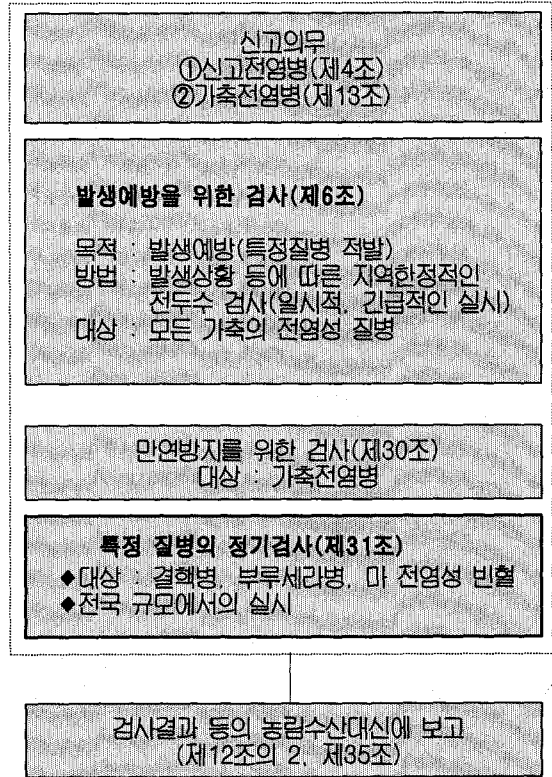 신고의무
①신고전염병(제4조)
②가축전염병(제13조)
발생예방을 위한 검사(제6조)
목적 : 발생예방(특정질병 적발)
방법 : 발생상황 등에 따른 지역한정적인
전두수 검사(일시적, 긴급적인 실시)
대상 : 모든 가축의 전염성 질병
만연방지를 위한 검사(제30조)
대상 : 가축전염병
특정 질병의 정기검사(제31조)
◆대상 : 결핵병, 부루세라병, 마 전염성 빈혈
◆전국 규모에서의 실시
검사결과 등의 농림수산대신에 보고
(제12조의 2, 제35조)